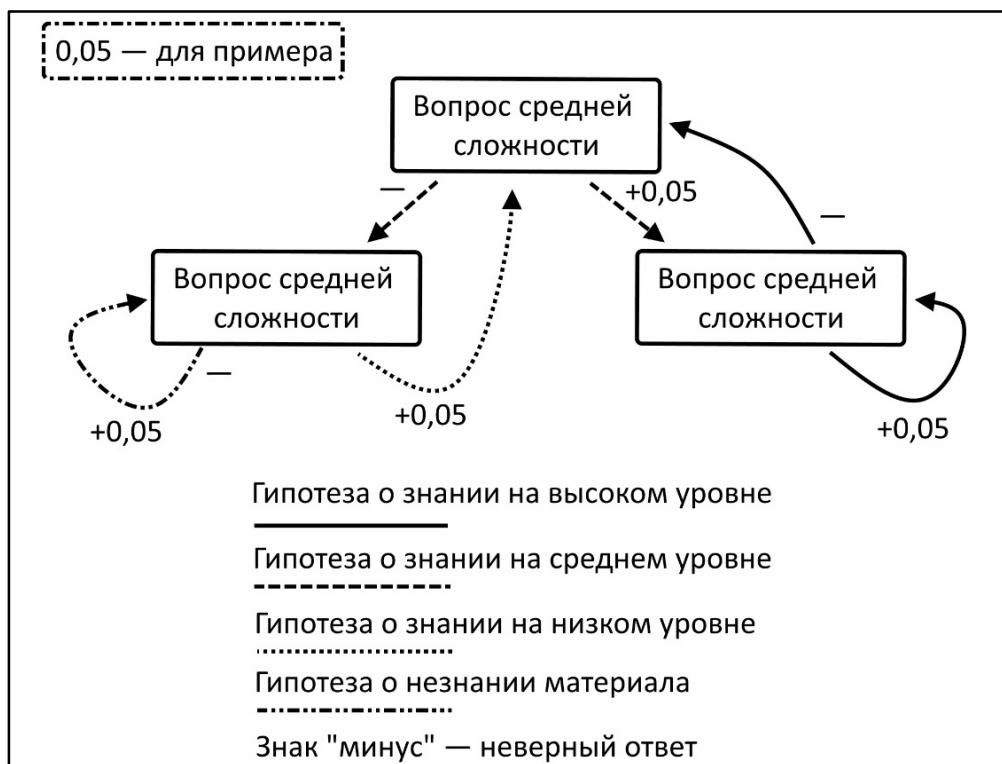 0,05 — для примера
Вопрос средней
сложности
—
+0,05
—
Вопрос средней
сложности
Вопрос средней
сложности
—
+0,05
+0,05
+0,05
Гипотеза о знании на высоком уровне
Гипотеза о знании на среднем уровне
Гипотеза о знании на низком уровне
Гипотеза о незнании материала
Знак "минус" — неверный ответ